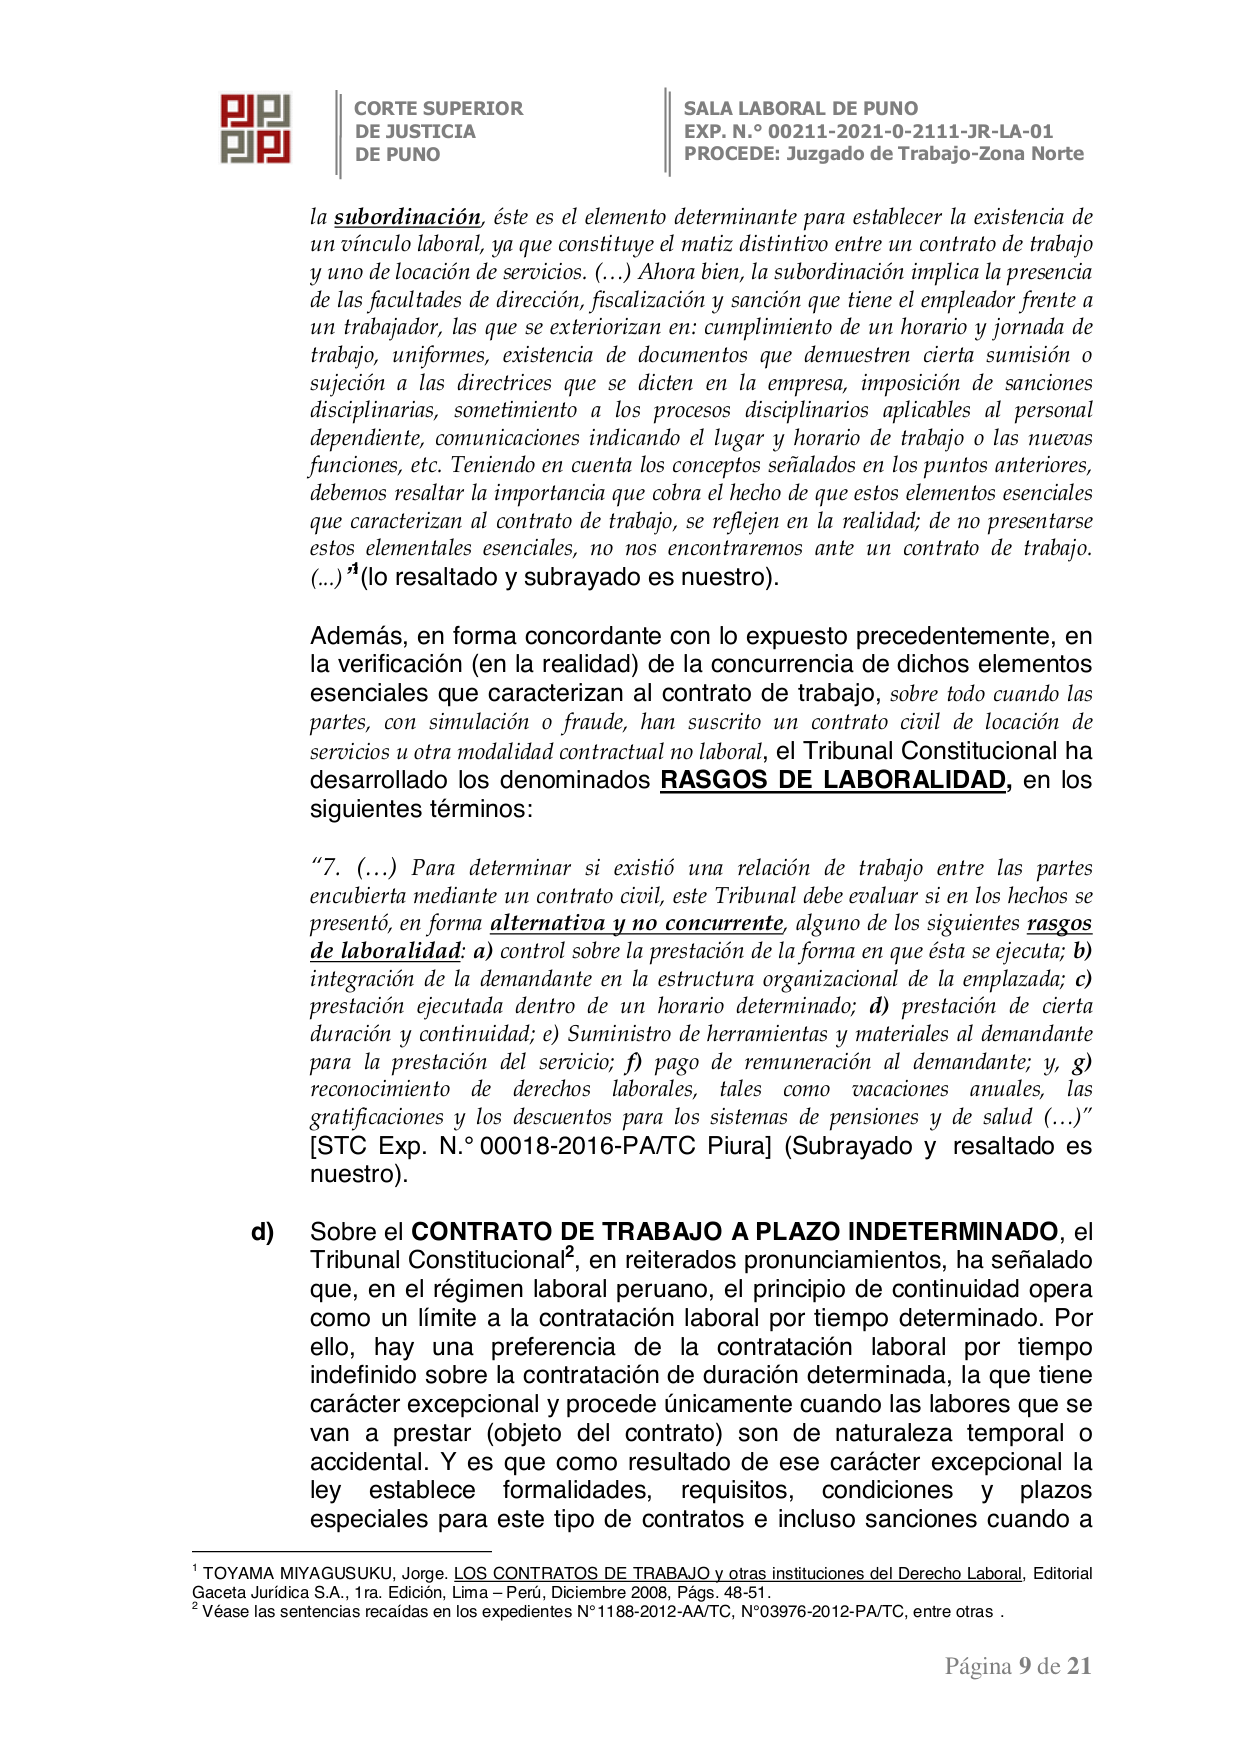 CORTE SUPERIOR
DE JUSTICIA
DE PUNO
SALA LABORAL DE PUNO
EXP. N.° 00211-2021-0-2111-JR-LA-01
PROCEDE: Juzgado de Trabajo-Zona Norte
la subordinación, éste es el elemento determinante para establecer la existencia de
un vínculo laboral, ya que constituye el matiz distintivo entre un contrato de trabajo
y uno de locación de servicios. (…) Ahora bien, la subordinación implica la presencia
de las facultades de dirección, fiscalización y sanción que tiene el empleador frente a
un trabajador, las que se exteriorizan en: cumplimiento de un horario y jornada de
trabajo, uniformes, existencia de documentos que demuestren cierta sumisión o
sujeción a las directrices que se dicten en la empresa, imposición de sanciones
disciplinarias, sometimiento a los procesos disciplinarios aplicables al personal
dependiente, comunicaciones indicando el lugar y horario de trabajo o las nuevas
funciones, etc. Teniendo en cuenta los conceptos señalados en los puntos anteriores,
debemos resaltar la importancia que cobra el hecho de que estos elementos esenciales
que caracterizan al contrato de trabajo, se reflejen en la realidad; de no presentarse
estos elementales esenciales, no nos encontraremos ante un contrato de trabajo.
(...)”1(lo resaltado y subrayado es nuestro).
Además, en forma concordante con lo expuesto precedentemente, en
la verificación (en la realidad) de la concurrencia de dichos elementos
esenciales que caracterizan al contrato de trabajo, sobre todo cuando las
partes, con simulación o fraude, han suscrito un contrato civil de locación de
servicios u otra modalidad contractual no laboral, el Tribunal Constitucional ha
desarrollado los denominados RASGOS DE LABORALIDAD, en los
siguientes términos:
“7. (…) Para determinar si existió una relación de trabajo entre las partes
encubierta mediante un contrato civil, este Tribunal debe evaluar si en los hechos se
presentó, en forma alternativa y no concurrente, alguno de los siguientes rasgos
de laboralidad: a) control sobre la prestación de la forma en que ésta se ejecuta; b)
integración de la demandante en la estructura organizacional de la emplazada; c)
prestación ejecutada dentro de un horario determinado; d) prestación de cierta
duración y continuidad; e) Suministro de herramientas y materiales al demandante
para la prestación del servicio; f) pago de remuneración al demandante; y, g)
reconocimiento de derechos laborales, tales como vacaciones anuales, las
gratificaciones y los descuentos para los sistemas de pensiones y de salud (…)”
[STC Exp. N.° 00018-2016-PA/TC Piura] (Subrayado y resaltado es
nuestro).
d) Sobre el CONTRATO DE TRABAJO A PLAZO INDETERMINADO, el
Tribunal Constitucional2, en reiterados pronunciamientos, ha señalado
que, en el régimen laboral peruano, el principio de continuidad opera
como un límite a la contratación laboral por tiempo determinado. Por
ello, hay una preferencia de la contratación laboral por tiempo
indefinido sobre la contratación de duración determinada, la que tiene
carácter excepcional y procede únicamente cuando las labores que se
van a prestar (objeto del contrato) son de naturaleza temporal o
accidental. Y es que como resultado de ese carácter excepcional la
ley establece formalidades, requisitos, condiciones y plazos
especiales para este tipo de contratos e incluso sanciones cuando a
1 TOYAMA MIYAGUSUKU, Jorge. LOS CONTRATOS DE TRABAJO y otras instituciones del Derecho Laboral, Editorial
Gaceta Jurídica S.A., 1ra. Edición, Lima – Perú, Diciembre 2008, Págs. 48-51.
2 Véase las sentencias recaídas en los expedientes N°1188-2012-AA/TC, N°03976-2012-PA/TC, entre otras .
Página 9 de 21